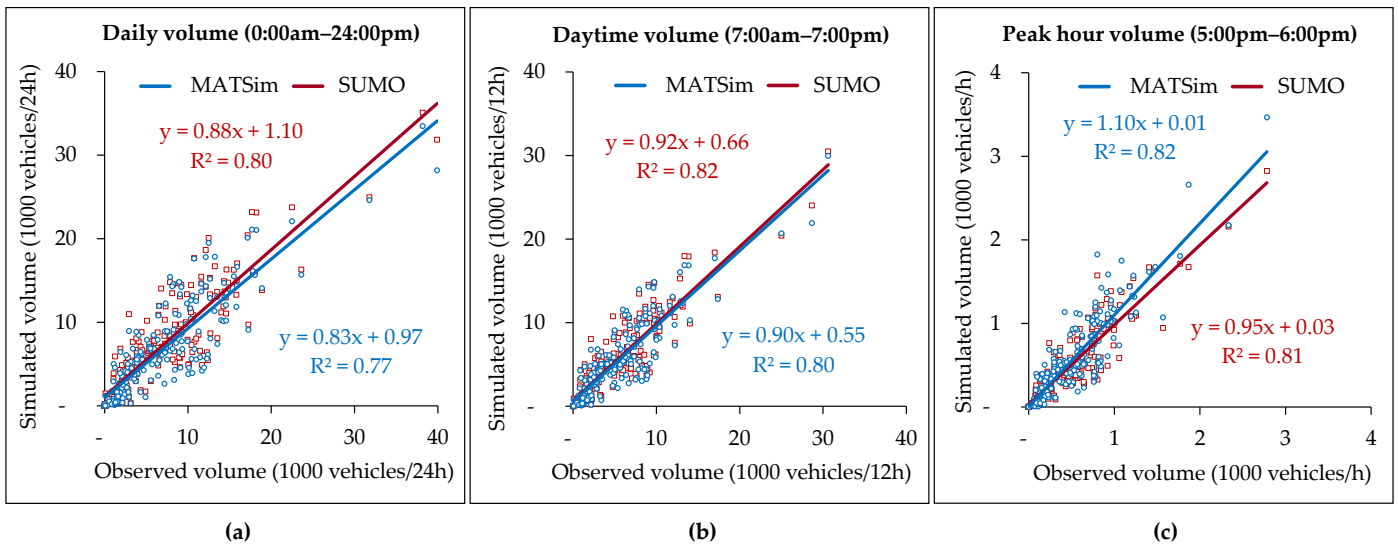 Daily volume (0:00am–24:00pm)
Simulated volume (1000 vehicles/24h)
40
30
20
10
-
MATSim SUMO
y = 0.88x + 1.10
R² = 0.80
y = 0.83x + 0.97
R² = 0.77
- 10 20 30 40
Observed volume (1000 vehicles/24h)
(a)
Daytime volume (7:00am–7:00pm)
Simulated volume (1000 vehicles/12h)
40
30
20
10
-
MATSim SUMO
y = 0.92x + 0.66
R² = 0.82
y = 0.90x + 0.55
R² = 0.80
- 10 20 30 40
Observed volume (1000 vehicles/12h)
(b)
Peak hour volume (5:00pm–6:00pm)
Simulated volume (1000 vehicles/h)
4
3
2
1
-
MATSim SUMO
y = 1.10x + 0.01
R² = 0.82
y = 0.95x + 0.03
R² = 0.81
- 1 2 3 4
Observed volume (1000 vehicles/h)
(c)